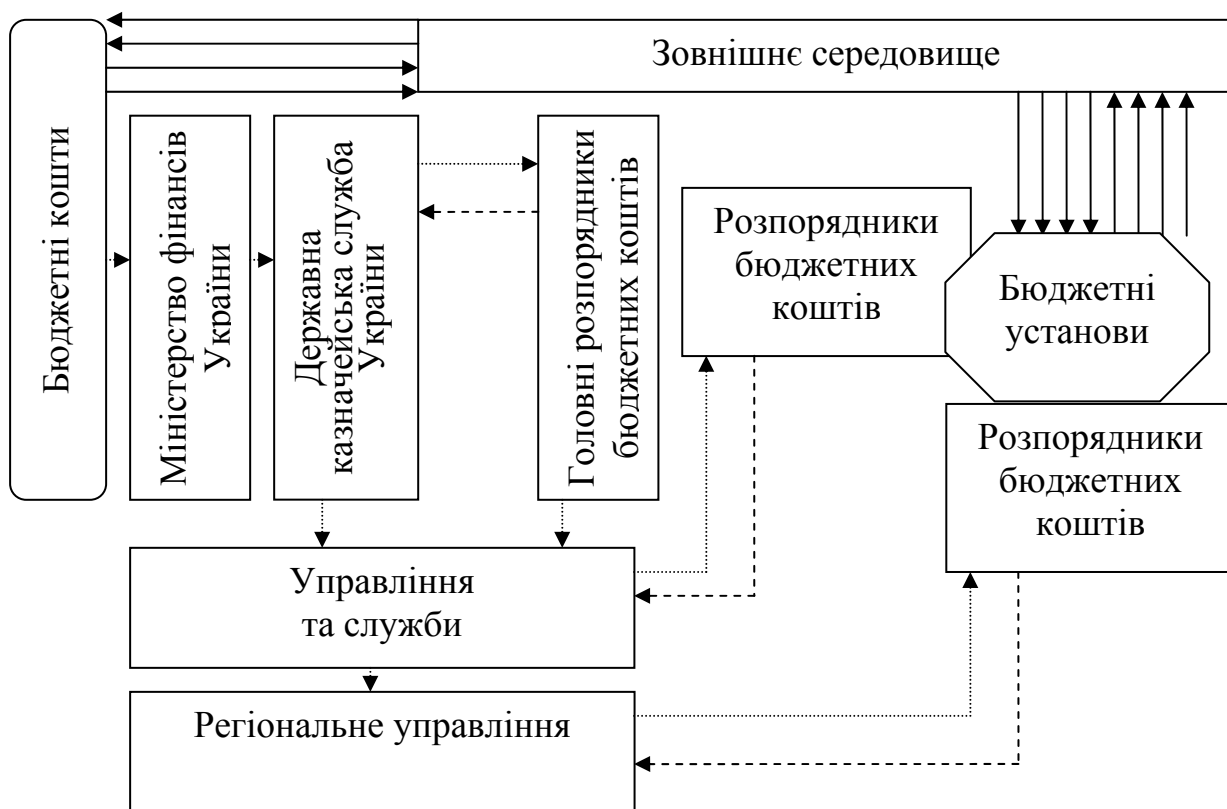 Зовнішнє середовище
Бюджетні кошти
Міністерство фінансів
України
Державна
казначейська служба
України
Головні розпорядники
бюджетних коштів
Розпорядники
бюджетних
коштів
Бюджетні
установи
Розпорядники
бюджетних
коштів
Управління
та служби
Регіональне управління